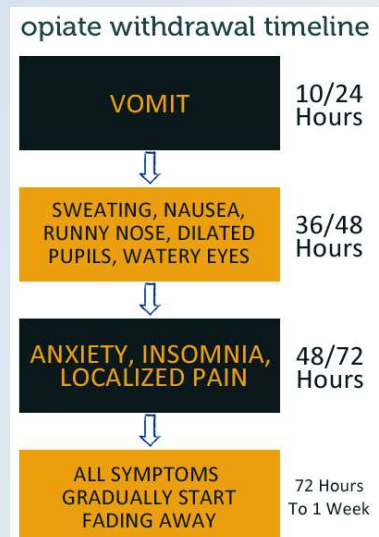 opiate withdrawal timeline
VOMIT
10/24
Hours
SWEATING, NAUSEA,
RUNNY NOSE, DILATED
PUPILS, WATERY EYES
36/48
Hours
ANXIETY, INSOMNIA,
LOCALIZED PAIN
48/72
Hours
ALL SYMPTOMS
GRADUALLY START
FADING AWAY
72 Hours
To 1 Week